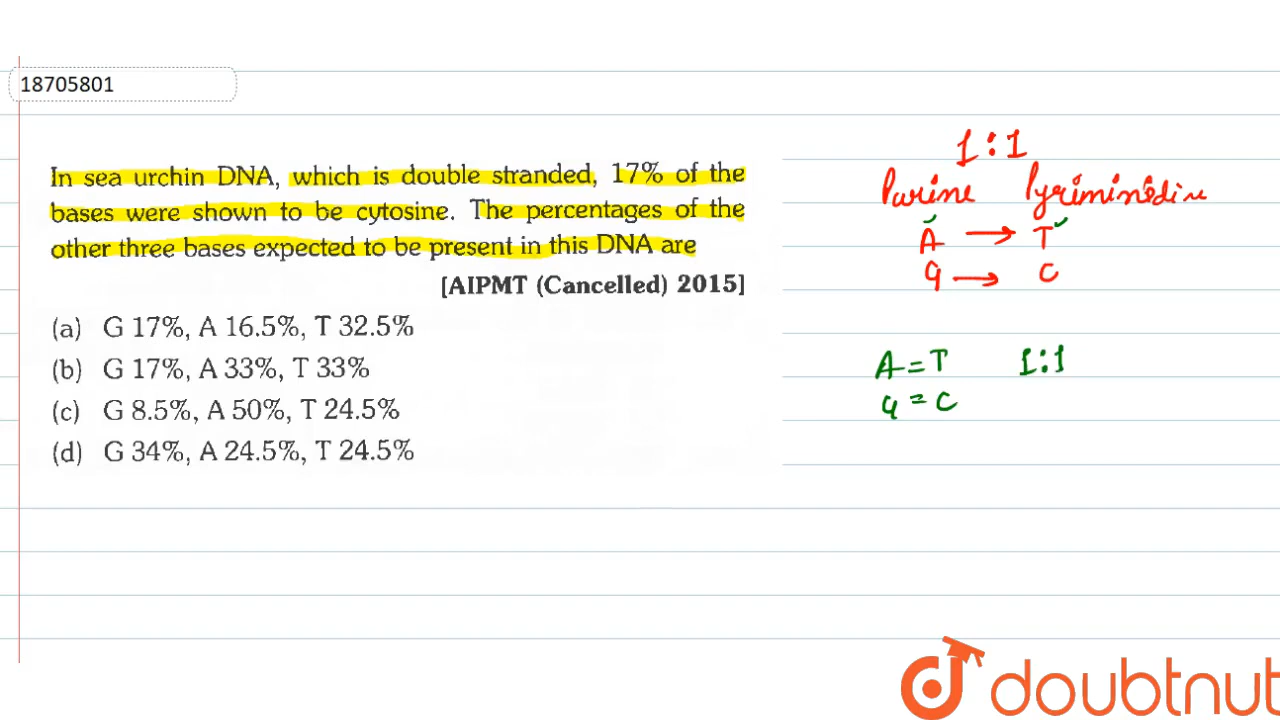 18705801
In sea urchin DNA, which is double stranded, 17% of the
bases were shown to be cytosine. The percentages of the
other three bases expected to be present in this DNA are
[AIPMT (Cancelled) 2015]
(a) G 17%, A 16.5%, T 32.5%
(b) G 17%, A 33%, T 33%
(c) G 8.5%, A 50%, T 24.5%
(d) G 34%, A 24.5%, T 24.5%
1:1
Purine Pyriminidine
A → T
G → C
A = T 1:1
G = C
doubtnut